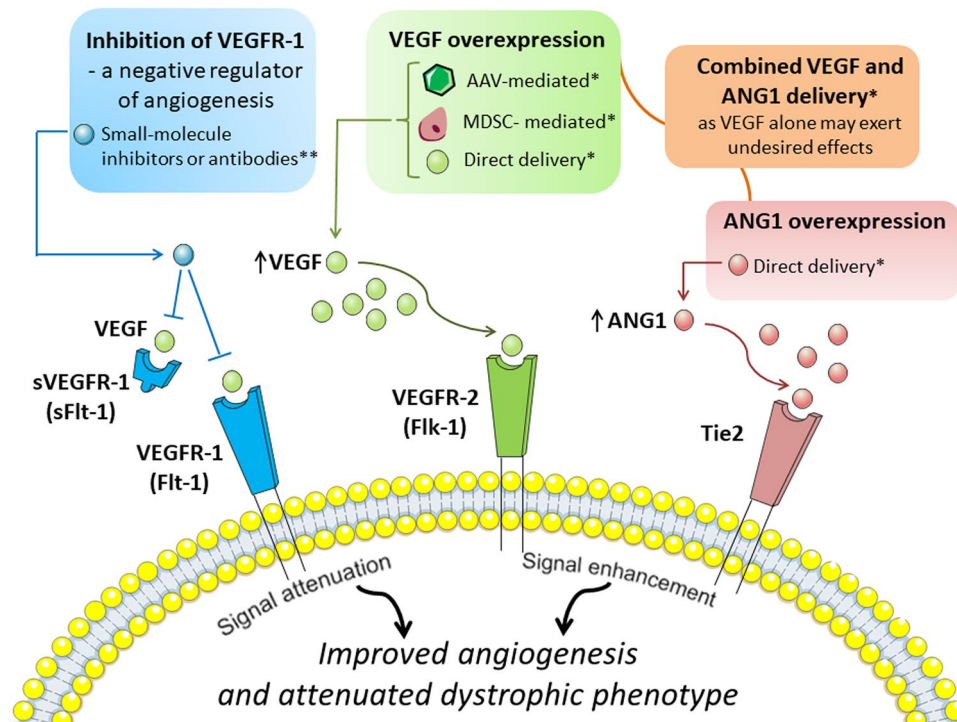 Inhibition of VEGFR-1
- a negative regulator
of angiogenesis
Small-molecule
inhibitors or antibodies**
VEGF overexpression
AAV-mediated*
MDSC- mediated*
Direct delivery*
Combined VEGF and
ANG1 delivery*
as VEGF alone may exert
undesired effects
ANG1 overexpression
Direct delivery*
↑VEGF
↑ANG1
VEGF
sVEGFR-1
(sFlt-1)
VEGFR-1
(Flt-1)
VEGFR-2
(Flk-1)
Tie2
Signal attenuation
Signal enhancement
Improved angiogenesis
and attenuated dystrophic phenotype